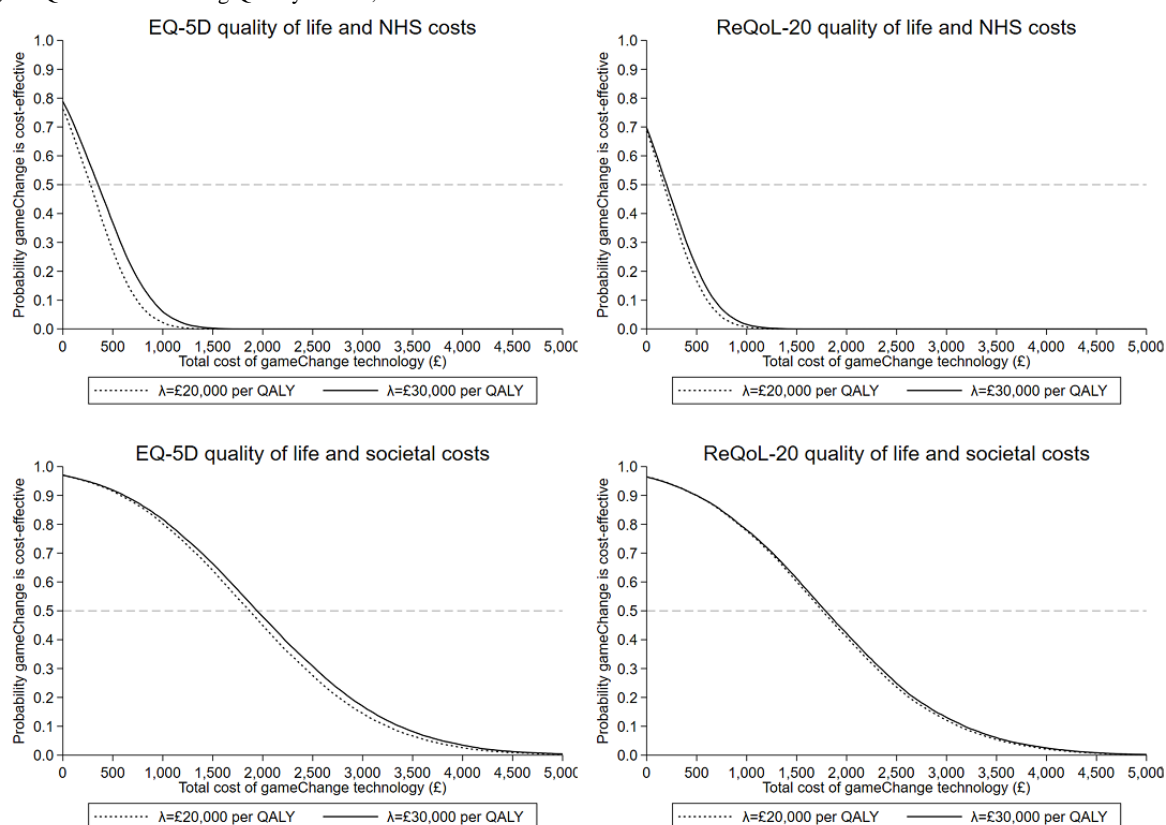 EQ-5D quality of life and NHS costs
Probability gameChange is cost-effective
1.0
0.9
0.8
0.7
0.6
0.5
0.4
0.3
0.2
0.1
0.0
0 500 1,000 1,500 2,000 2,500 3,000 3,500 4,000 4,500 5,000
Total cost of gameChange technology (£)
λ=£20,000 per QALY λ=£30,000 per QALY
ReQoL-20 quality of life and NHS costs
Probability gameChange is cost-effective
1.0
0.9
0.8
0.7
0.6
0.5
0.4
0.3
0.2
0.1
0.0
0 500 1,000 1,500 2,000 2,500 3,000 3,500 4,000 4,500 5,000
Total cost of gameChange technology (£)
λ=£20,000 per QALY λ=£30,000 per QALY
EQ-5D quality of life and societal costs
Probability gameChange is cost-effective
1.0
0.9
0.8
0.7
0.6
0.5
0.4
0.3
0.2
0.1
0.0
0 500 1,000 1,500 2,000 2,500 3,000 3,500 4,000 4,500 5,000
Total cost of gameChange technology (£)
λ=£20,000 per QALY λ=£30,000 per QALY
ReQoL-20 quality of life and societal costs
Probability gameChange is cost-effective
1.0
0.9
0.8
0.7
0.6
0.5
0.4
0.3
0.2
0.1
0.0
0 500 1,000 1,500 2,000 2,500 3,000 3,500 4,000 4,500 5,000
Total cost of gameChange technology (£)
λ=£20,000 per QALY λ=£30,000 per QALY